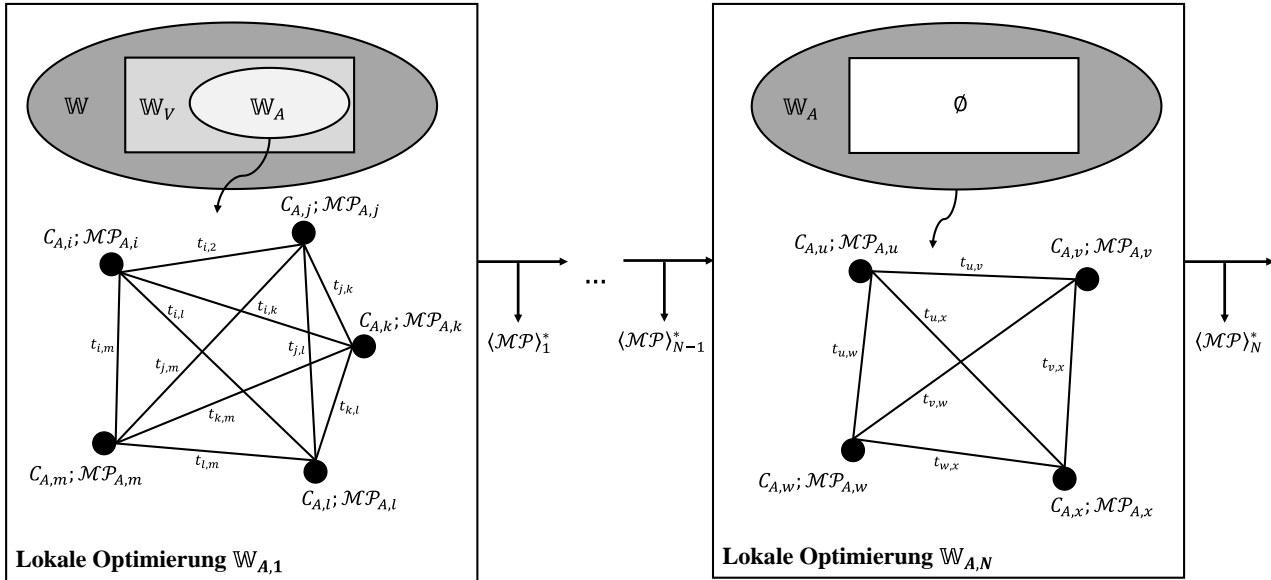 𝕎
𝕎_V
𝕎_A
C_{A,i}; ℳ𝒫_{A,i}
C_{A,j}; ℳ𝒫_{A,j}
t_{i,2}
t_{j,k}
t_{i,l}
t_{i,k}
C_{A,k}; ℳ𝒫_{A,k}
t_{i,m}
t_{j,m}
t_{j,l}
t_{k,m}
t_{k,l}
t_{l,m}
C_{A,m}; ℳ𝒫_{A,m}
C_{A,l}; ℳ𝒫_{A,l}
Lokale Optimierung 𝕎_{A,1}
⟨ℳ𝒫⟩_1^*
...
⟨ℳ𝒫⟩_{N−1}^*
𝕎_A
∅
C_{A,u}; ℳ𝒫_{A,u}
C_{A,v}; ℳ𝒫_{A,v}
t_{u,v}
t_{u,x}
t_{u,w}
t_{v,x}
t_{v,w}
t_{w,x}
C_{A,w}; ℳ𝒫_{A,w}
C_{A,x}; ℳ𝒫_{A,x}
Lokale Optimierung 𝕎_{A,N}
⟨ℳ𝒫⟩_N^*